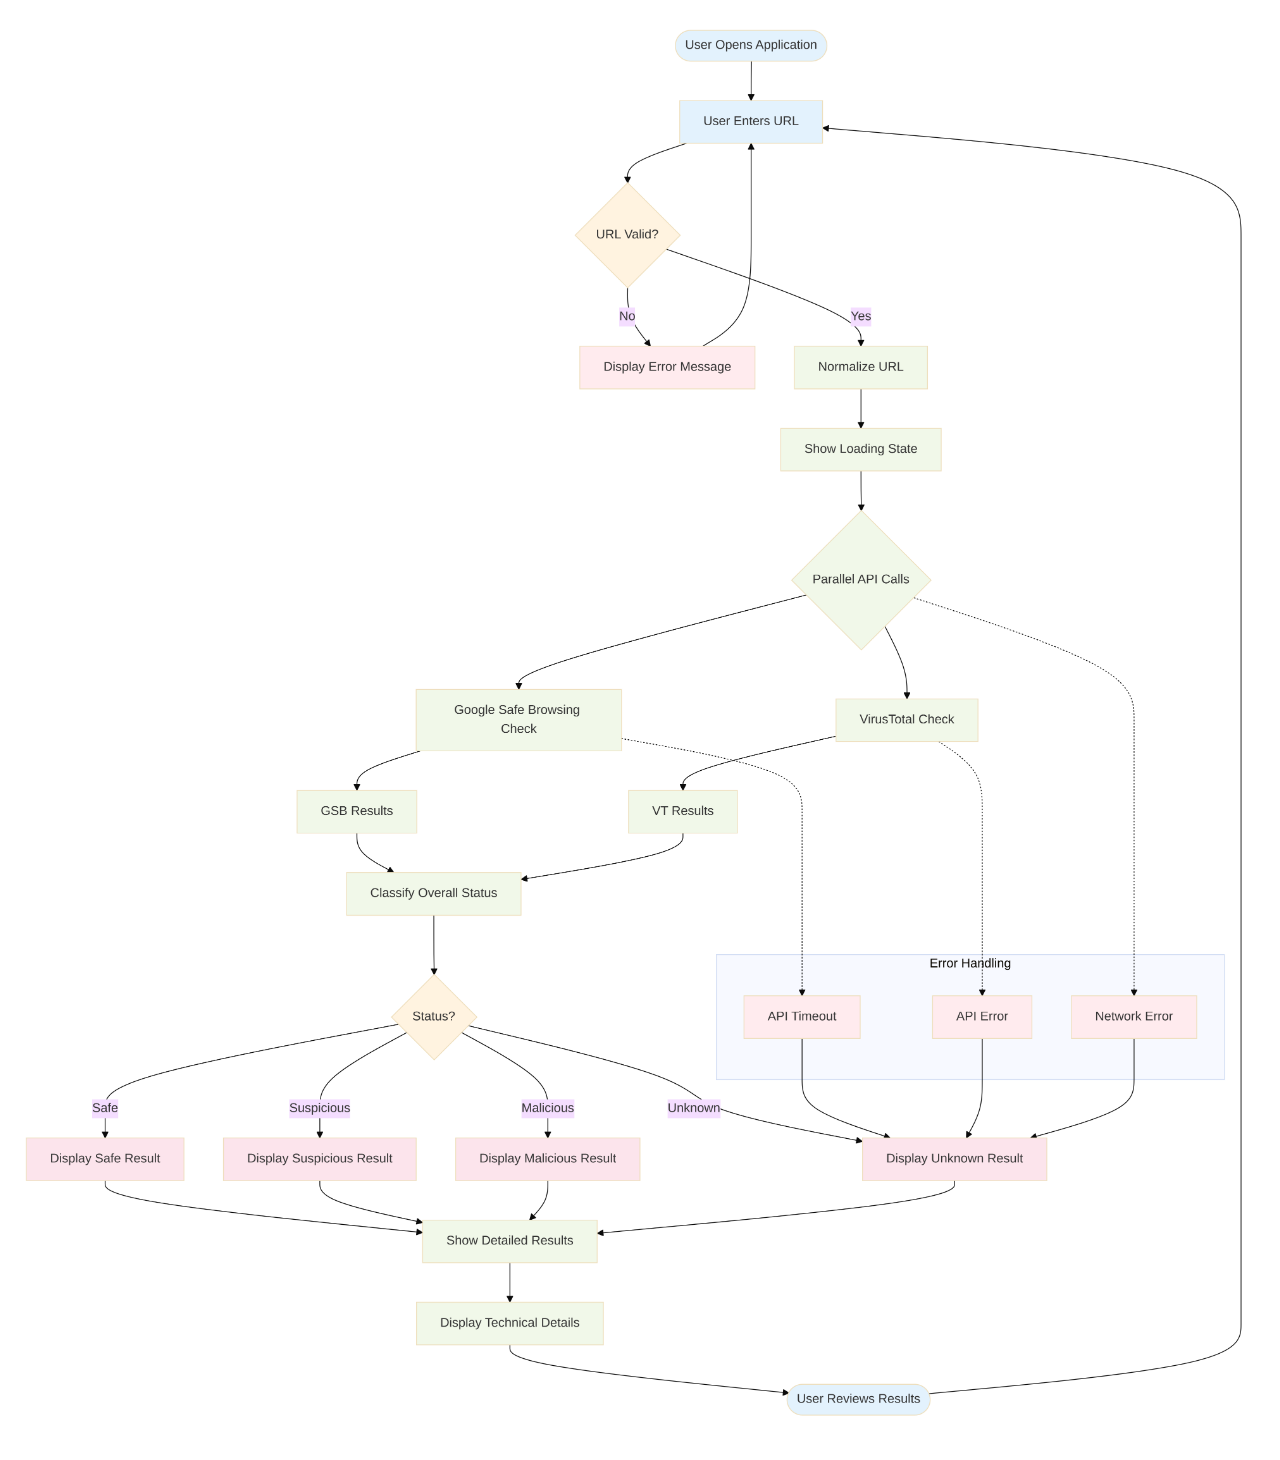 User Opens Application
User Enters URL
URL Valid?
No
Yes
Display Error Message
Normalize URL
Show Loading State
Parallel API Calls
Google Safe Browsing
Check
VirusTotal Check
GSB Results
VT Results
Classify Overall Status
Error Handling
Status?
API Timeout
API Error
Network Error
Safe
Suspicious
Malicious
Unknown
Display Safe Result
Display Suspicious Result
Display Malicious Result
Display Unknown Result
Show Detailed Results
Display Technical Details
User Reviews Results